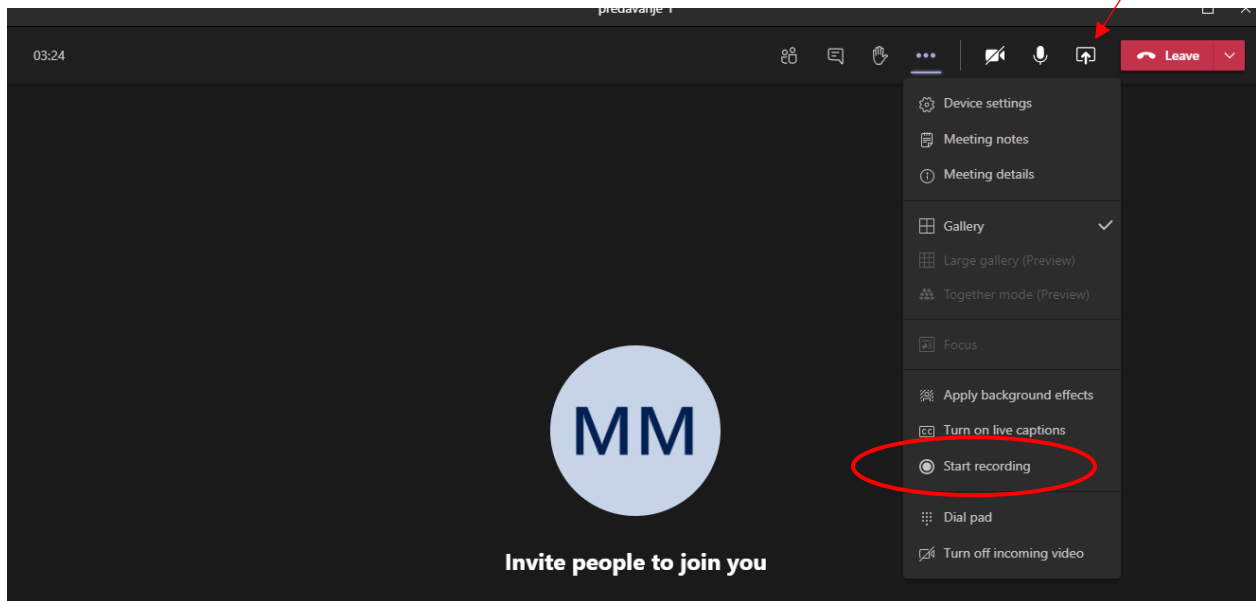 predavanje 1
03:24
Leave
Device settings
Meeting notes
Meeting details
Gallery
Large gallery (Preview)
Together mode (Preview)
Focus
Apply background effects
CC Turn on live captions
Start recording
Dial pad
Turn off incoming video
MM
Invite people to join you